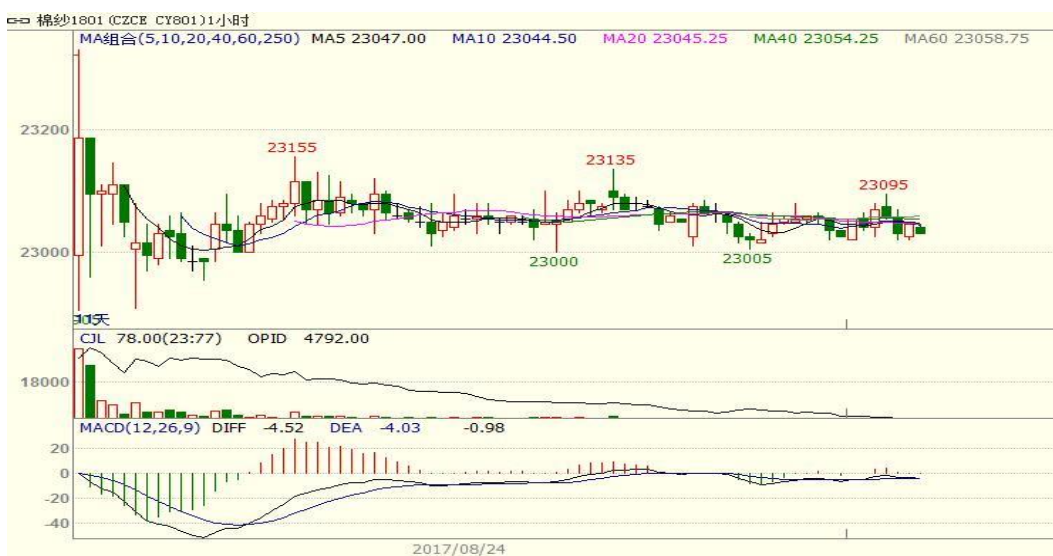 棉纱1801 (CZCE CY801)1小时
MA组合(5,10,20,40,60,250) MA5 23047.00 MA10 23044.50 MA20 23045.25 MA40 23054.25 MA60 23058.75
23200
23155
23135
23095
23000
23000
23005
11天
CJL 78.00(23:77) OPID 4792.00
18000
MACD(12,26,9) DIFF -4.52 DEA -4.03 -0.98
20
0
-20
-40
2017/08/24